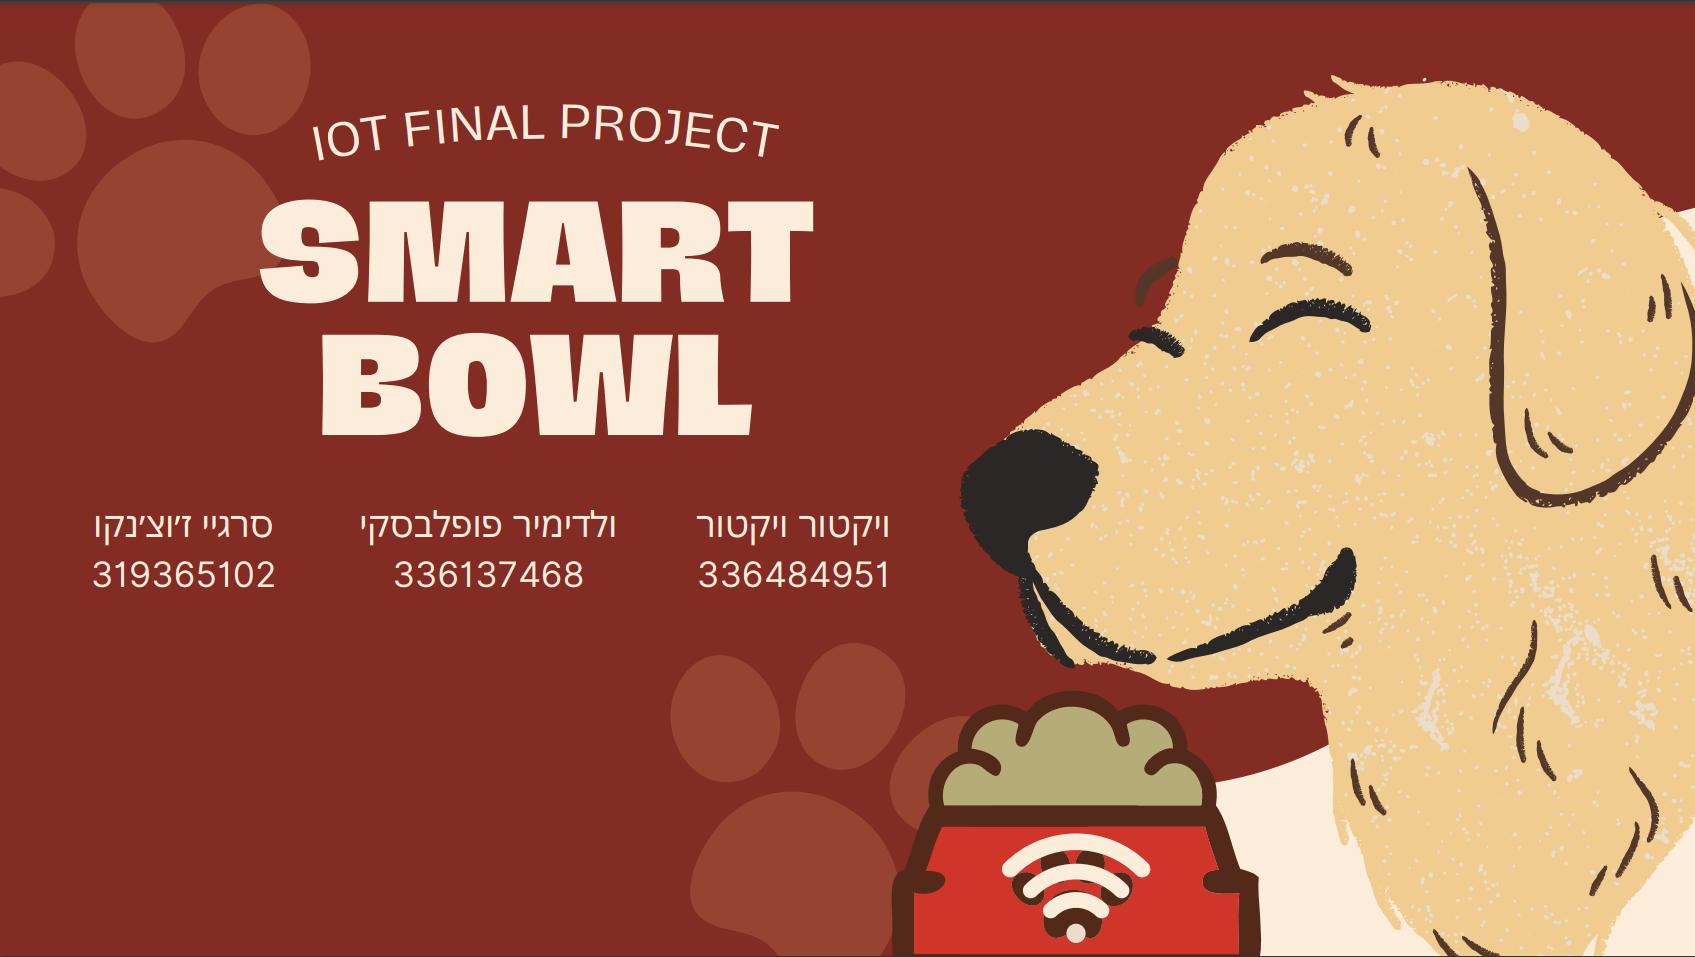 IOT FINAL PROJECT
SMART
BOWL
ויקטור ויקטור
336484951
ולדימיר פופלבסקי
336137468
סרגיי ז'וצ'נקו
319365102